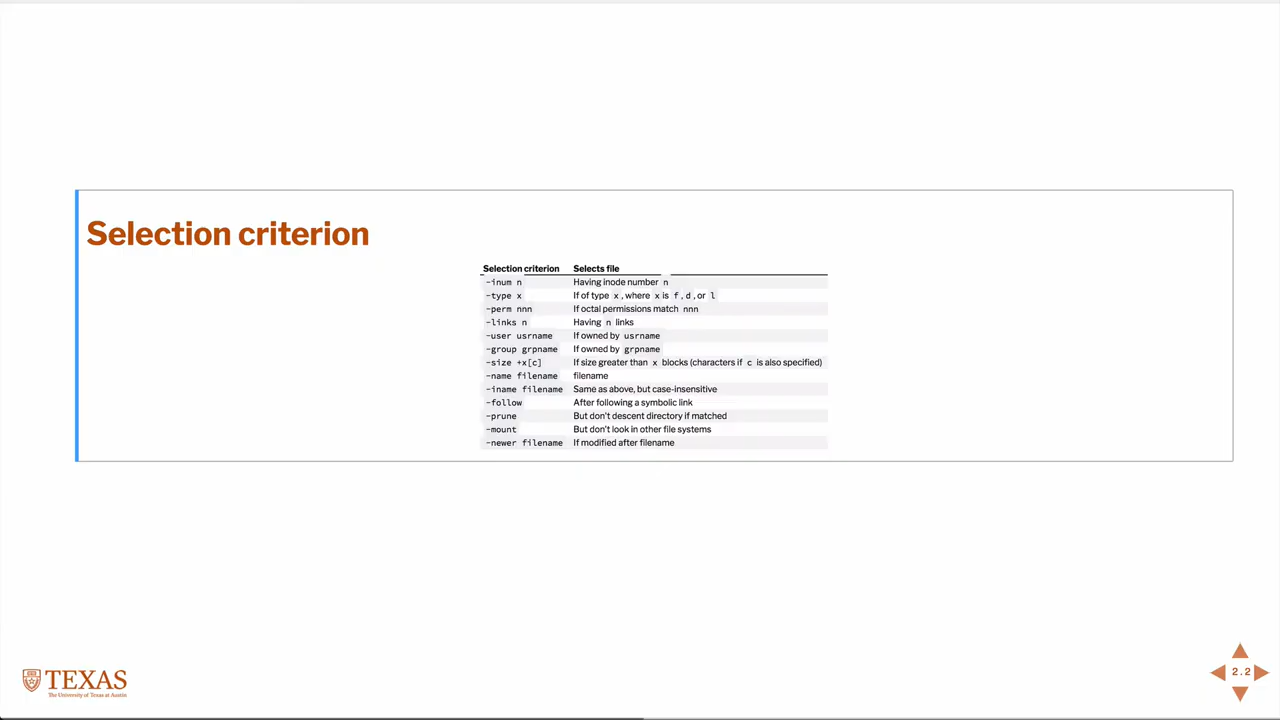 Selection criterion
Selection criterion Selects file
-inum n Having inode number n
-type x If of type x , where x is f , d , or l
-perm nnn If octal permissions match nnn
-links n Having n links
-user usrname If owned by usrname
-group grpname If owned by grpname
-size +x[c] If size greater than x blocks (characters if c is also specified)
-name filename filename
-iname filename Same as above, but case-insensitive
-follow After following a symbolic link
-prune But don't descent directory if matched
-mount But don't look in other file systems
-newer filename If modified after filename
TEXAS
The University of Texas at Austin
2.2